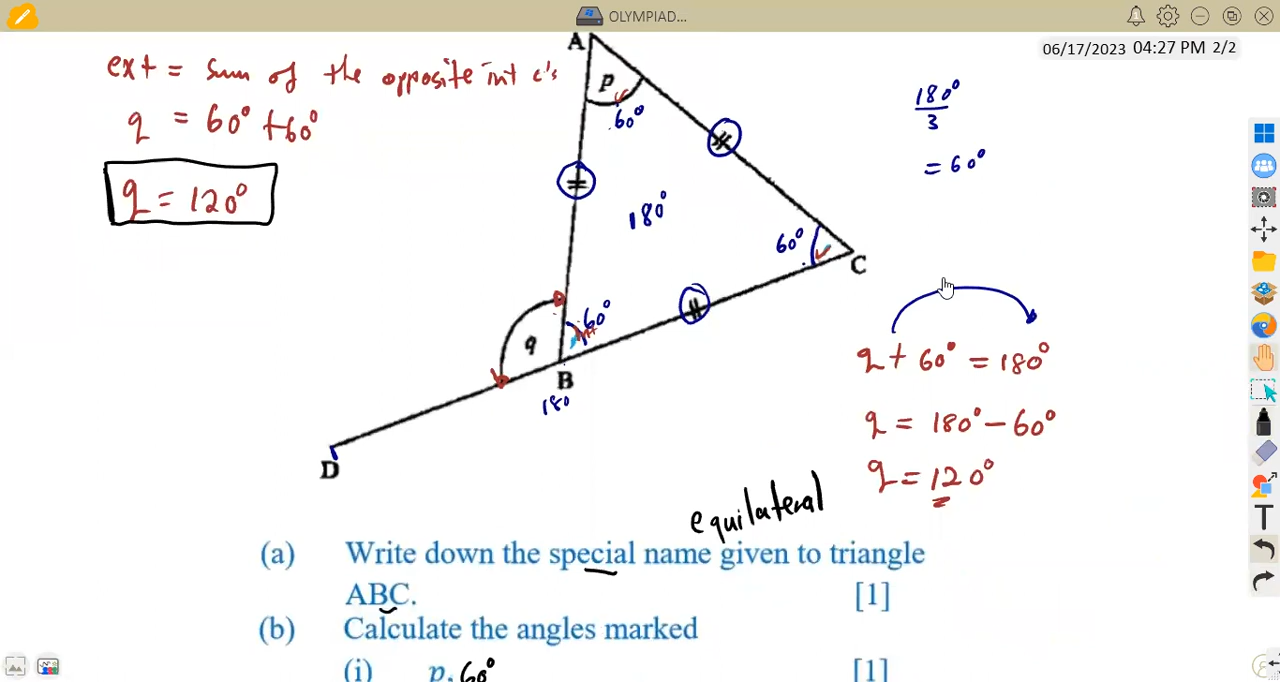 OLYMPIAD...
06/17/2023 04:27 PM 2/2
ext = sum of the opposite int
q = 60° + 60°
q = 120°
A
p
60°
180°
3
= 60°
180°
60°
C
60°
q
B
180
D
q + 60° = 180°
q = 180° - 60°
q = 120°
equilateral
(a) Write down the special name given to triangle
ABC. [1]
(b) Calculate the angles marked
(i) p, 60° [1]
T